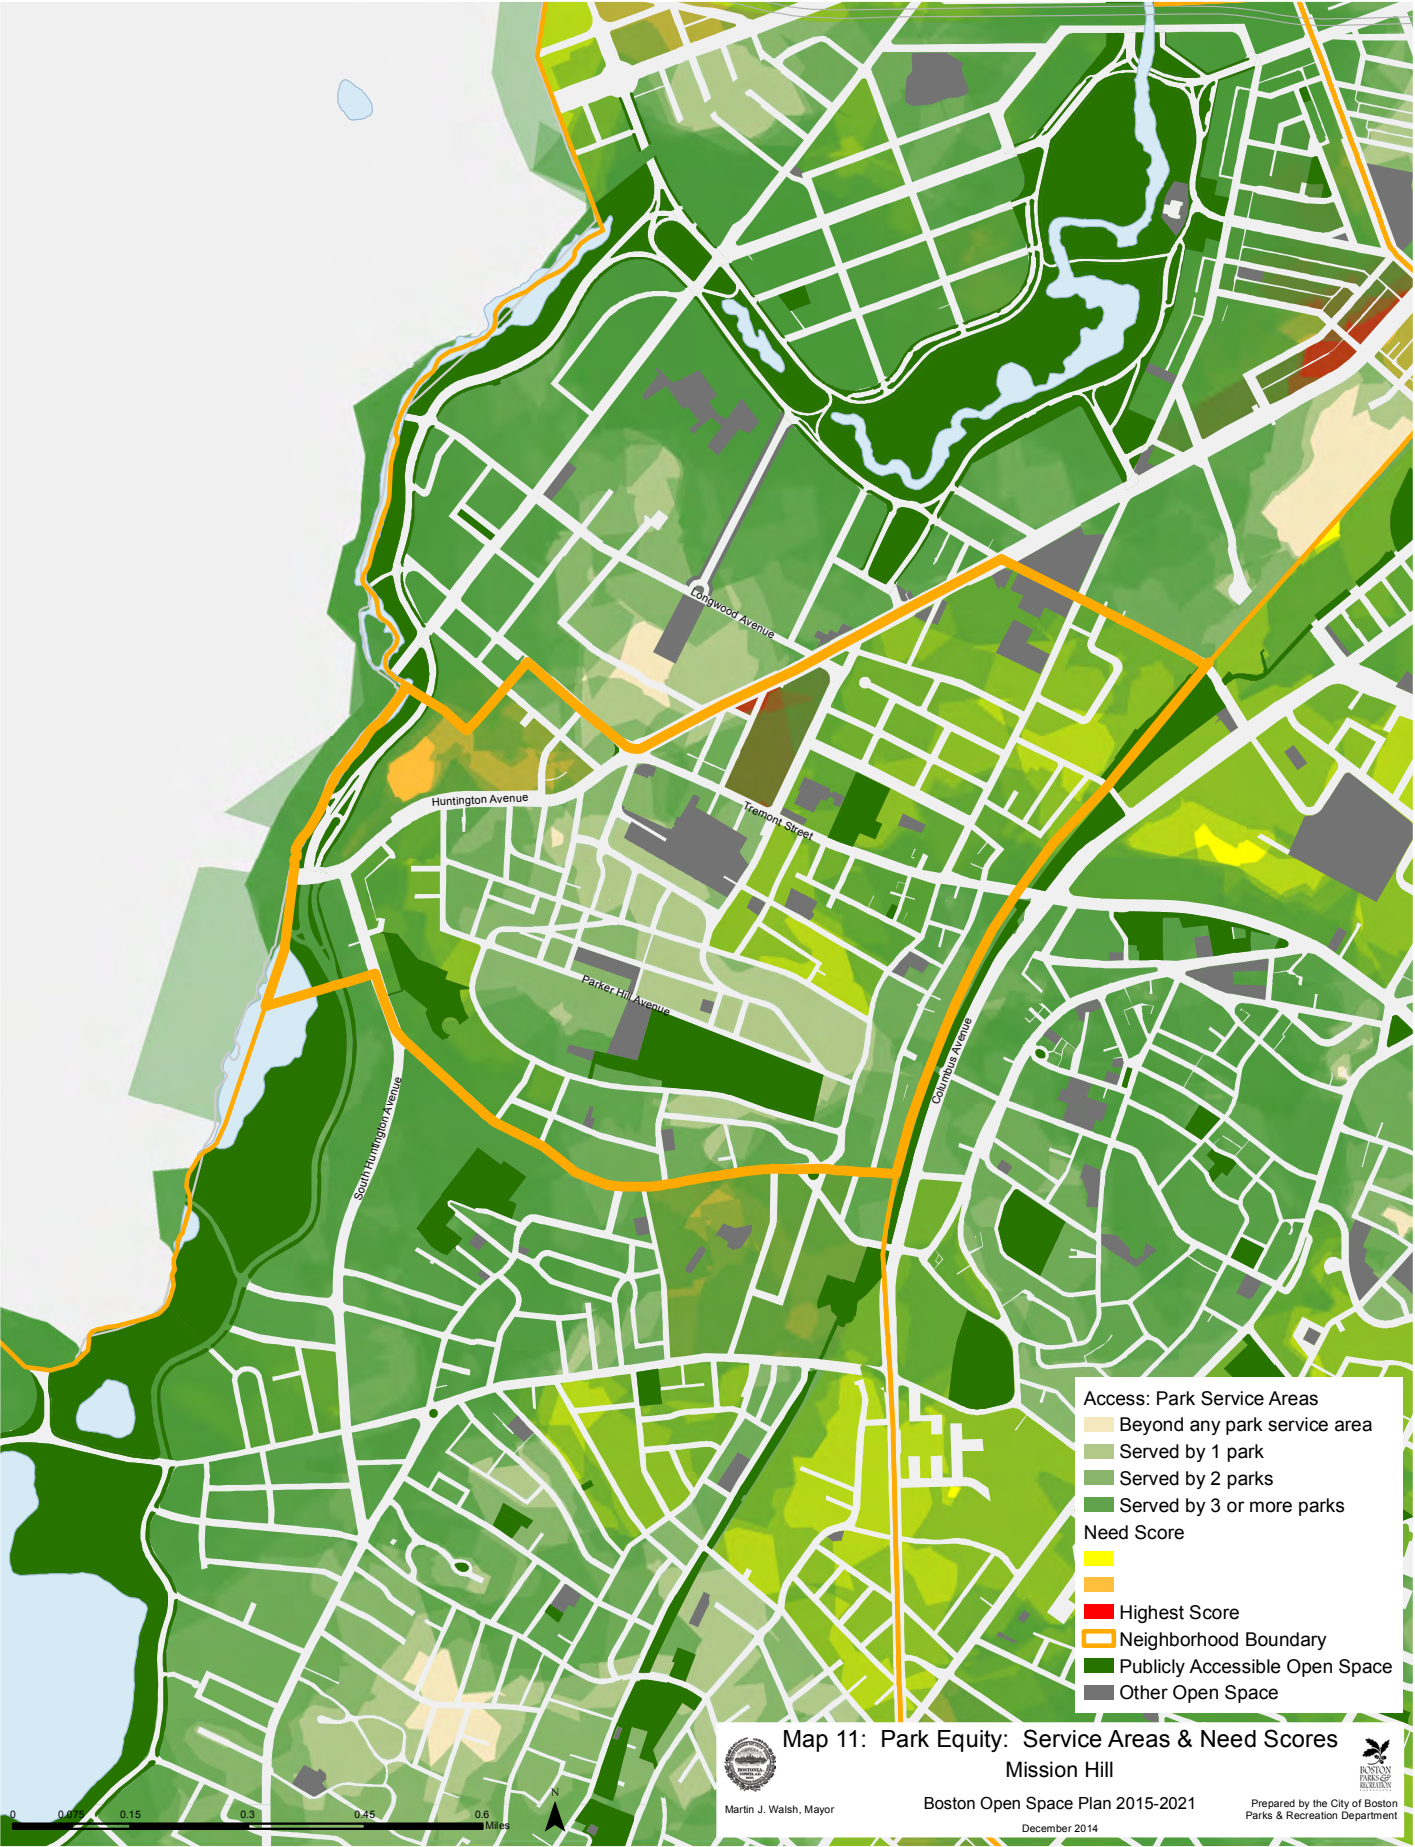 Longwood Avenue
Huntington Avenue
Tremont Street
Parker Hill Avenue
Columbus Avenue
South Huntington Avenue
Access: Park Service Areas
Beyond any park service area
Served by 1 park
Served by 2 parks
Served by 3 or more parks
Need Score
Highest Score
Neighborhood Boundary
Publicly Accessible Open Space
Other Open Space
Map 11: Park Equity: Service Areas & Need Scores
Mission Hill
Boston Open Space Plan 2015-2021
December 2014
Martin J. Walsh, Mayor
BOSTON
PARKS &
RECREATION
Prepared by the City of Boston
Parks & Recreation Department
N
0 0.075 0.15 0.3 0.45 0.6
Miles